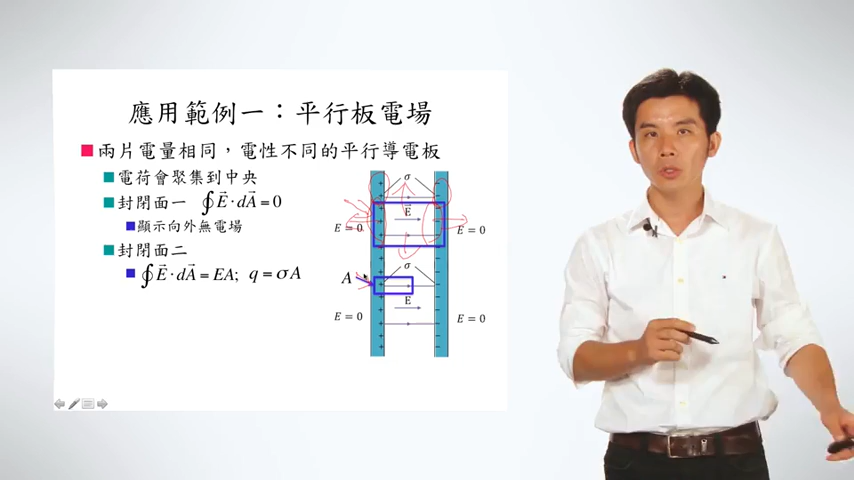 應用範例一：平行板電場
兩片電量相同，電性不同的平行導電板
電荷會聚集到中央
封閉面一 ∮E⃗·dA⃗=0
顯示向外無電場
封閉面二
∮E⃗·dA⃗=EA; q=σA
σ
E⃗
E=0
E=0
σ
A
E
E=0
E=0